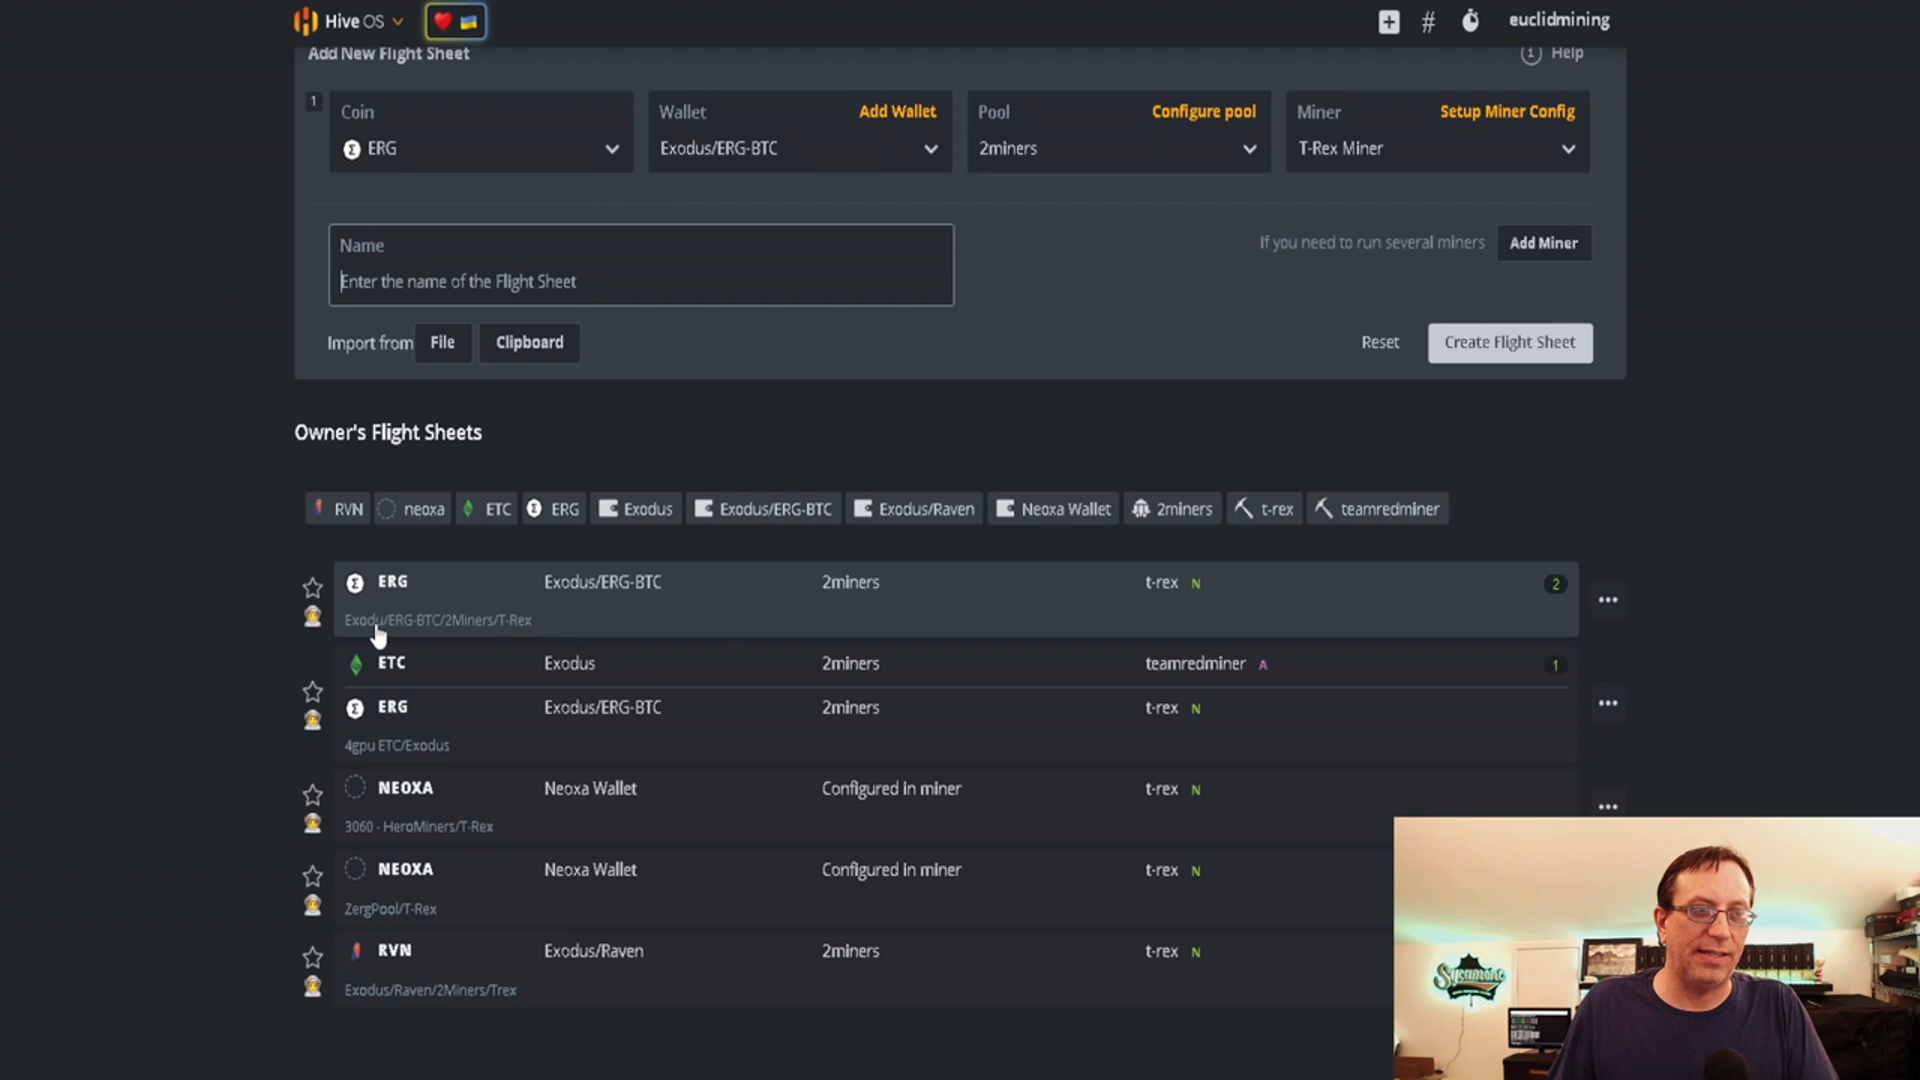 Hive OS
euclidmining
Add New Flight Sheet
Help
1
Coin
ERG
Wallet
Add Wallet
Exodus/ERG-BTC
Pool
Configure pool
2miners
Miner
Setup Miner Config
T-Rex Miner
Name
Enter the name of the Flight Sheet
If you need to run several miners
Add Miner
Import from
File
Clipboard
Reset
Create Flight Sheet
Owner's Flight Sheets
RVN
neoxa
ETC
ERG
Exodus
Exodus/ERG-BTC
Exodus/Raven
Neoxa Wallet
2miners
t-rex
teamredminer
ERG Exodus/ERG-BTC 2miners t-rex N 2
Exodu/ERG-BTC/2Miners/T-Rex
ETC Exodus 2miners teamredminer A 1
ERG Exodus/ERG-BTC 2miners t-rex N
4gpu ETC/Exodus
NEOXA Neoxa Wallet Configured in miner t-rex N
3060 - HeroMiners/T-Rex
NEOXA Neoxa Wallet Configured in miner t-rex N
ZergPool/T-Rex
RVN Exodus/Raven 2miners t-rex N
Exodus/Raven/2Miners/Trex
Sycamore